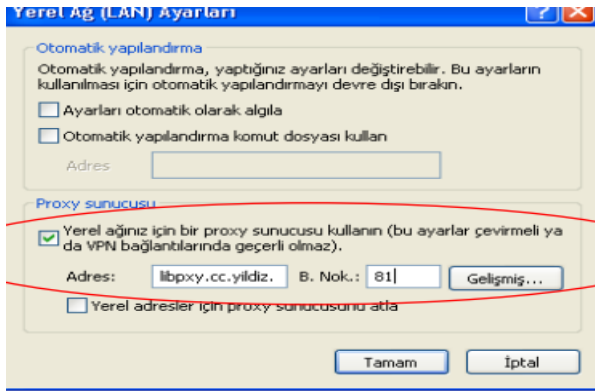 Yerel Ağ (LAN) Ayarları
Otomatik yapılandırma
Otomatik yapılandırma, yaptığınız ayarları değiştirebilir. Bu ayarların
kullanılması için otomatik yapılandırmayı devre dışı bırakın.
Ayarları otomatik olarak algıla
Otomatik yapılandırma komut dosyası kullan
Adres
Proxy sunucusu
Yerel ağınız için bir proxy sunucusu kullanın (bu ayarlar çevirmeli ya
da VPN bağlantılarında geçerli olmaz).
Adres: libpxy.cc.yildiz. B. Nok.: 81 Gelişmiş...
Yerel adresler için proxy sunucusunu atla
Tamam İptal